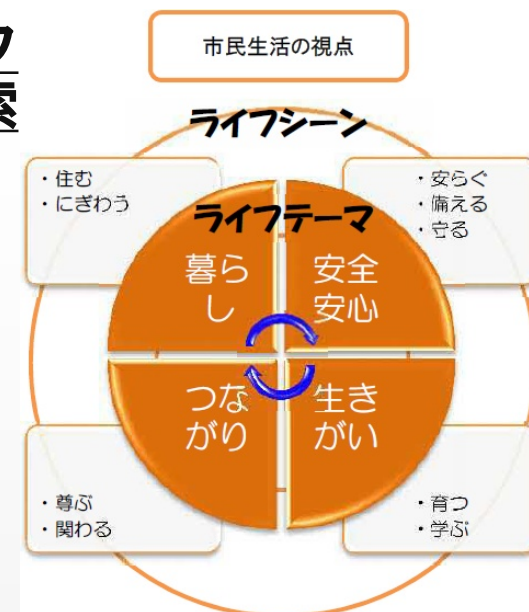 索
市民生活の視点
ライフシーン
・住む
・にぎわう
・安らぐ
・備える
・守る
ライフテーマ
暮ら
し
安全
安心
つな
がり
生き
がい
・尊ぶ
・関わる
・育つ
・学ぶ